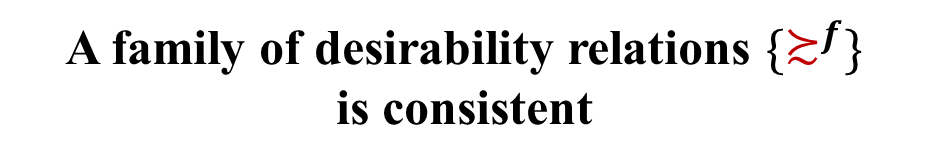 A family of desirability relations {≿ᶠ}
is consistent